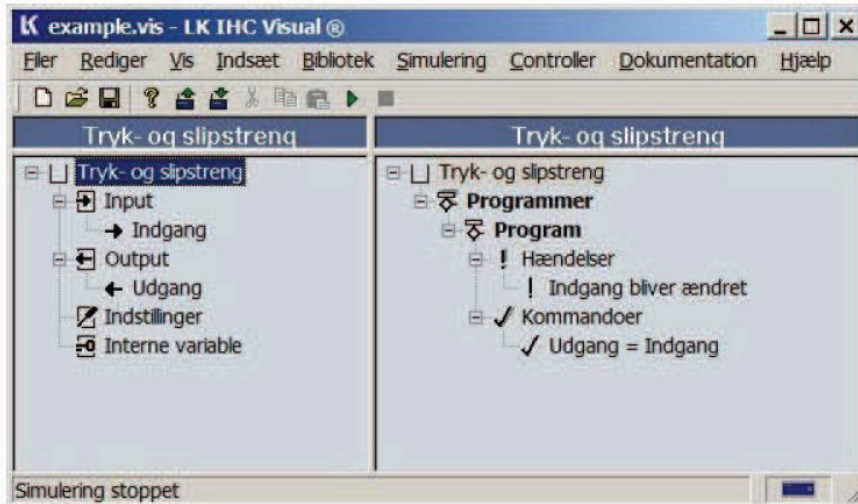 LK example.vis - LK IHC Visual ®
Filer Rediger Vis Indsæt Bibliotek Simulering Controller Dokumentation Hjælp
Tryk- og slipstreng
Tryk- og slipstreng
Input
Indgang
Output
Udgang
Indstillinger
Interne variable
Tryk- og slipstreng
Tryk- og slipstreng
Programmer
Program
Hændelser
Indgang bliver ændret
Kommandoer
Udgang = Indgang
Simulering stoppet